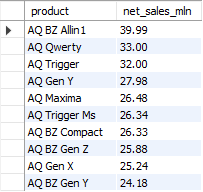 product net_sales_mln
AQ BZ Allin1 39.99
AQ Qwerty 33.00
AQ Trigger 32.00
AQ Gen Y 27.98
AQ Maxima 26.48
AQ Trigger Ms 26.34
AQ BZ Compact 26.33
AQ BZ Gen Z 25.88
AQ Gen X 25.24
AQ BZ Gen Y 24.18